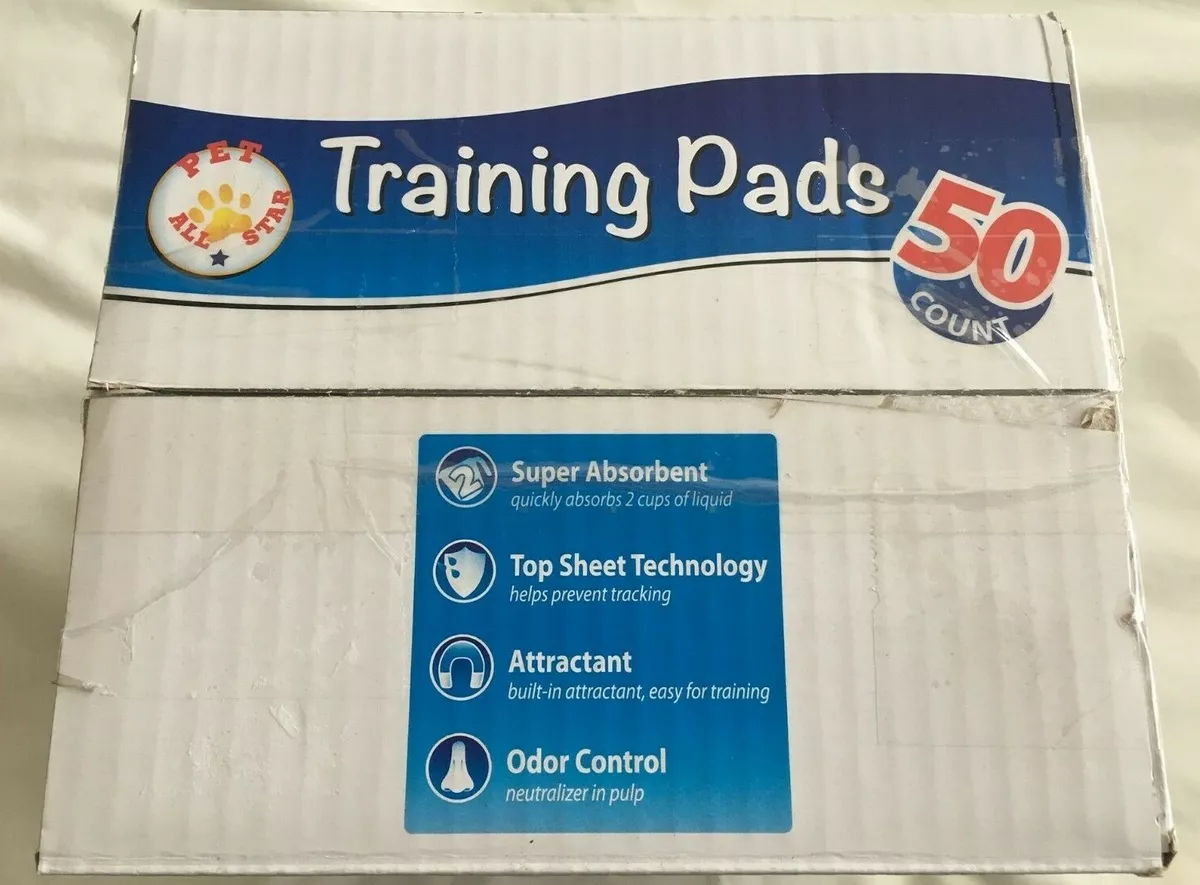 PET
ALL STAR
Training Pads
50
COUNT
2
Super Absorbent
quickly absorbs 2 cups of liquid
Top Sheet Technology
helps prevent tracking
Attractant
built-in attractant, easy for training
Odor Control
neutralizer in pulp